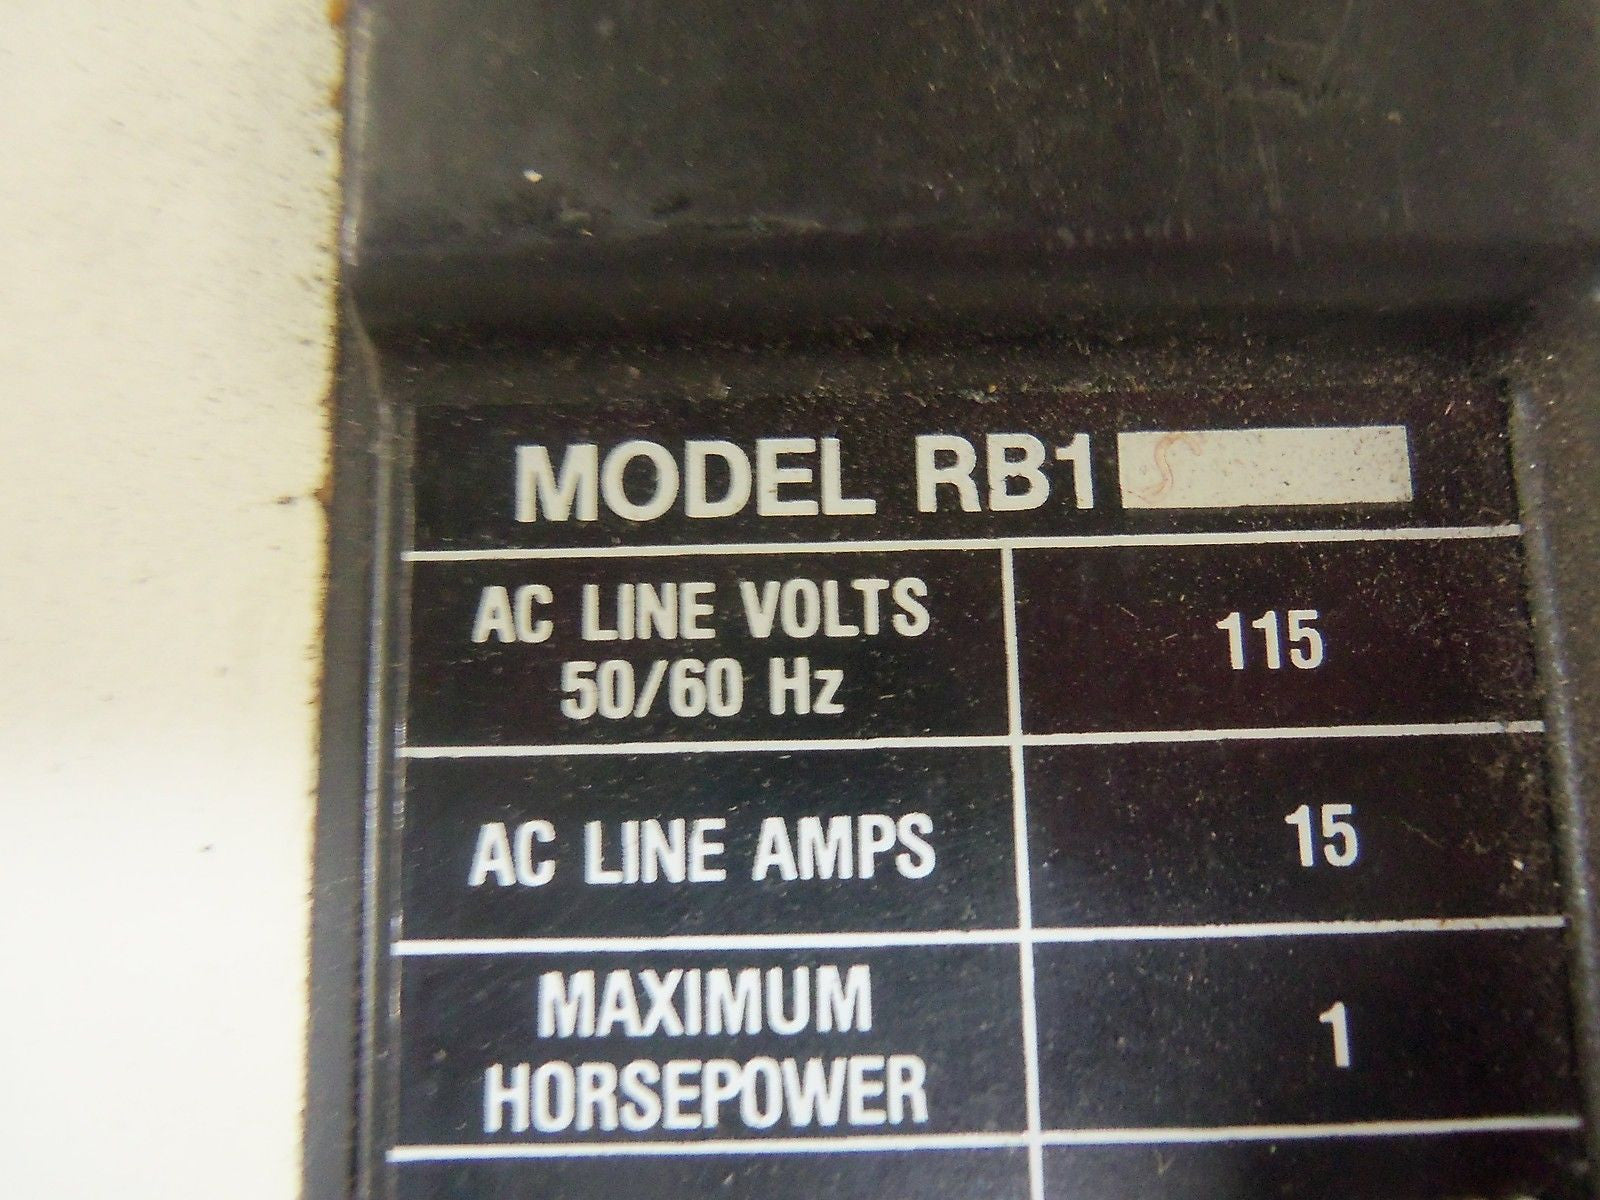 MODEL RB1 S
AC LINE VOLTS
50/60 Hz
115
AC LINE AMPS
15
MAXIMUM
HORSEPOWER
1